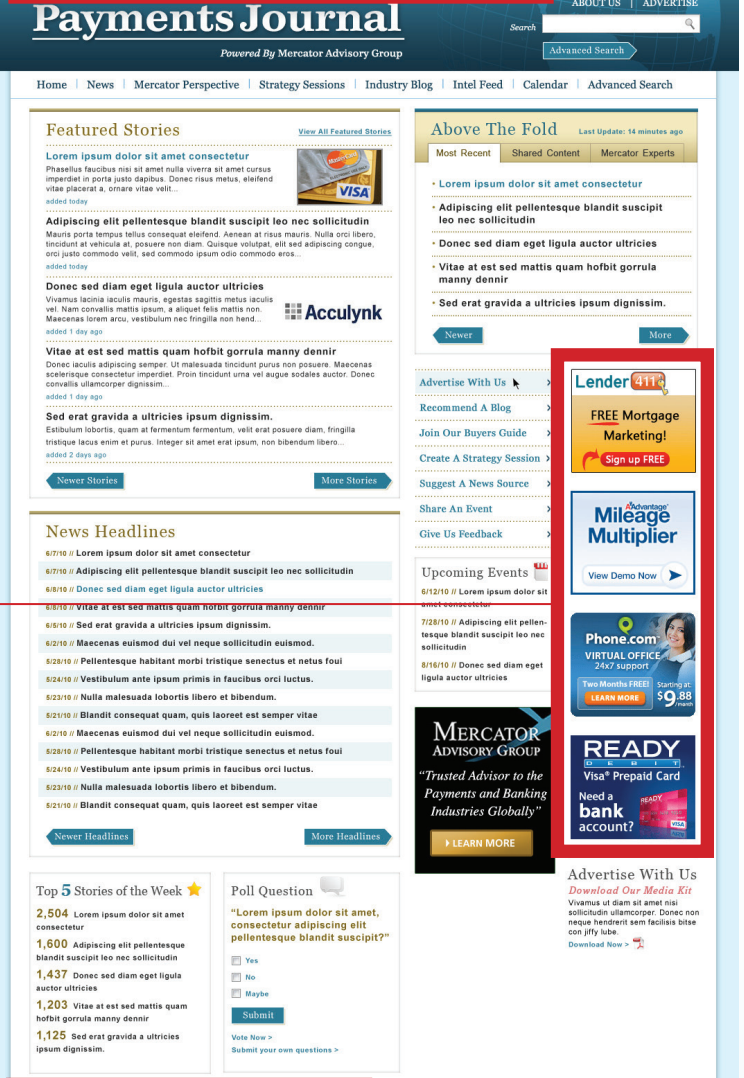 ABOUT US | ADVERTISE
Payments Journal
Search
Powered By Mercator Advisory Group
Advanced Search
Home | News | Mercator Perspective | Strategy Sessions | Industry Blog | Intel Feed | Calendar | Advanced Search
Featured Stories
View All Featured Stories
Lorem ipsum dolor sit amet consectetur
Phasellus faucibus nisi sit amet nulla viverra sit amet cursus
imperdiet in porta justo dapibus. Donec risus metus, eleifend
vitae placerat a, ornare vitae velit...
added today
MasterCard
VISA
Adipiscing elit pellentesque blandit suscipit leo nec sollicitudin
Mauris porta tempus tellus consequat eleifend. Aenean at risus mauris. Nulla orci libero,
tincidunt at vehicula at, posuere non diam. Quisque volutpat, elit sed adipiscing congue,
orci justo commodo velit, sed commodo ipsum odio commodo eros...
added today
Donec sed diam eget ligula auctor ultricies
Vivamus lacinia iaculis mauris, egestas sagittis metus iaculis
vel. Nam convallis mattis ipsum, a aliquet felis mattis non.
Maecenas lorem arcu, vestibulum nec fringilla non hend...
added 1 day ago
Acculynk
Vitae at est sed mattis quam hofbit gorrula manny dennir
Donec iaculis adipiscing semper. Ut malesuada tincidunt purus non posuere. Maecenas
scelerisque consectetur imperdiet. Proin tincidunt urna vel augue sodales auctor. Donec
convallis ullamcorper dignissim...
added 1 day ago
Sed erat gravida a ultricies ipsum dignissim.
Estibulum lobortis, quam at fermentum fermentum, velit erat posuere diam, fringilla
tristique lacus enim et purus. Integer sit amet erat ipsum, non bibendum libero...
added 2 days ago
Newer Stories
More Stories
Above The Fold
Last Update: 14 minutes ago
Most Recent
Shared Content
Mercator Experts
• Lorem ipsum dolor sit amet consectetur
• Adipiscing elit pellentesque blandit suscipit
leo nec sollicitudin
• Donec sed diam eget ligula auctor ultricies
• Vitae at est sed mattis quam hofbit gorrula
manny dennir
• Sed erat gravida a ultricies ipsum dignissim.
Newer
More
Advertise With Us >
Recommend A Blog >
Join Our Buyers Guide >
Create A Strategy Session >
Suggest A News Source >
Share An Event >
Give Us Feedback >
Lender 411
FREE Mortgage
Marketing!
Sign up FREE
AAdvantage
Mileage
Multiplier
View Demo Now
Phone.com
VIRTUAL OFFICE
24x7 support
Two Months FREE!
LEARN MORE
Starting at:
$9.88
/month
READY
DEBIT
Visa® Prepaid Card
Need a
bank
account?
READY
VISA
News Headlines
6/7/10 // Lorem ipsum dolor sit amet consectetur
6/7/10 // Adipiscing elit pellentesque blandit suscipit leo nec sollicitudin
6/8/10 // Donec sed diam eget ligula auctor ultricies
6/8/10 // Vitae at est sed mattis quam hofbit gorrula manny dennir
6/5/10 // Sed erat gravida a ultricies ipsum dignissim.
6/2/10 // Maecenas euismod dui vel neque sollicitudin euismod.
5/28/10 // Pellentesque habitant morbi tristique senectus et netus foui
5/24/10 // Vestibulum ante ipsum primis in faucibus orci luctus.
5/23/10 // Nulla malesuada lobortis libero et bibendum.
5/21/10 // Blandit consequat quam, quis laoreet est semper vitae
6/2/10 // Maecenas euismod dui vel neque sollicitudin euismod.
5/28/10 // Pellentesque habitant morbi tristique senectus et netus foui
5/24/10 // Vestibulum ante ipsum primis in faucibus orci luctus.
5/23/10 // Nulla malesuada lobortis libero et bibendum.
5/21/10 // Blandit consequat quam, quis laoreet est semper vitae
Newer Headlines
More Headlines
Upcoming Events
6/12/10 // Lorem ipsum dolor sit
amet consectetur
7/28/10 // Adipiscing elit pellen-
tesque blandit suscipit leo nec
sollicitudin
8/16/10 // Donec sed diam eget
ligula auctor ultricies
MERCATOR
ADVISORY GROUP
“Trusted Advisor to the
Payments and Banking
Industries Globally”
LEARN MORE
Top 5 Stories of the Week
2,504 Lorem ipsum dolor sit amet
consectetur
1,600 Adipiscing elit pellentesque
blandit suscipit leo nec sollicitudin
1,437 Donec sed diam eget ligula
auctor ultricies
1,203 Vitae at est sed mattis quam
hofbit gorrula manny dennir
1,125 Sed erat gravida a ultricies
ipsum dignissim.
Poll Question
“Lorem ipsum dolor sit amet,
consectetur adipiscing elit
pellentesque blandit suscipit?”
Yes
No
Maybe
Submit
Vote Now >
Submit your own questions >
Advertise With Us
Download Our Media Kit
Vivamus ut diam sit amet nisi
sollicitudin ullamcorper. Donec non
neque hendrerit sem facilisis bitse
con jiffy lube.
Download Now >